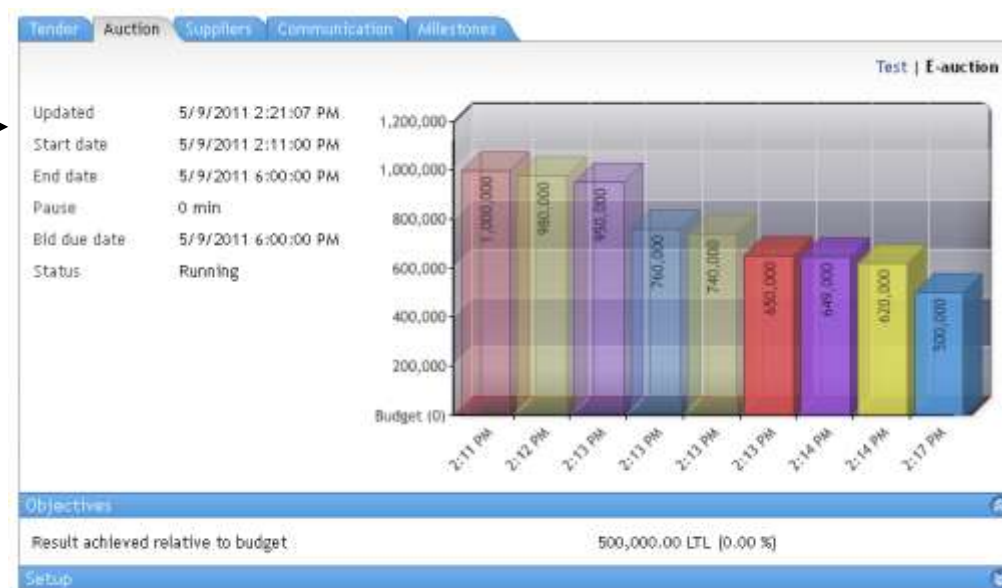 Tender Auction Suppliers Communication Milestones
Test | E-auction
Updated 5/9/2011 2:21:07 PM
Start date 5/9/2011 2:11:00 PM
End date 5/9/2011 6:00:00 PM
Pause 0 min
Bid due date 5/9/2011 6:00:00 PM
Status Running
1,200,000
1,000,000
800,000
600,000
400,000
200,000
Budget (0)
1,000,000 980,000 950,000 760,000 740,000 650,000 649,000 620,000 500,000
2:11 PM 2:12 PM 2:13 PM 2:13 PM 2:13 PM 2:13 PM 2:14 PM 2:14 PM 2:17 PM
Objectives
Result achieved relative to budget 500,000.00 LTL (0.00 %)
Setup